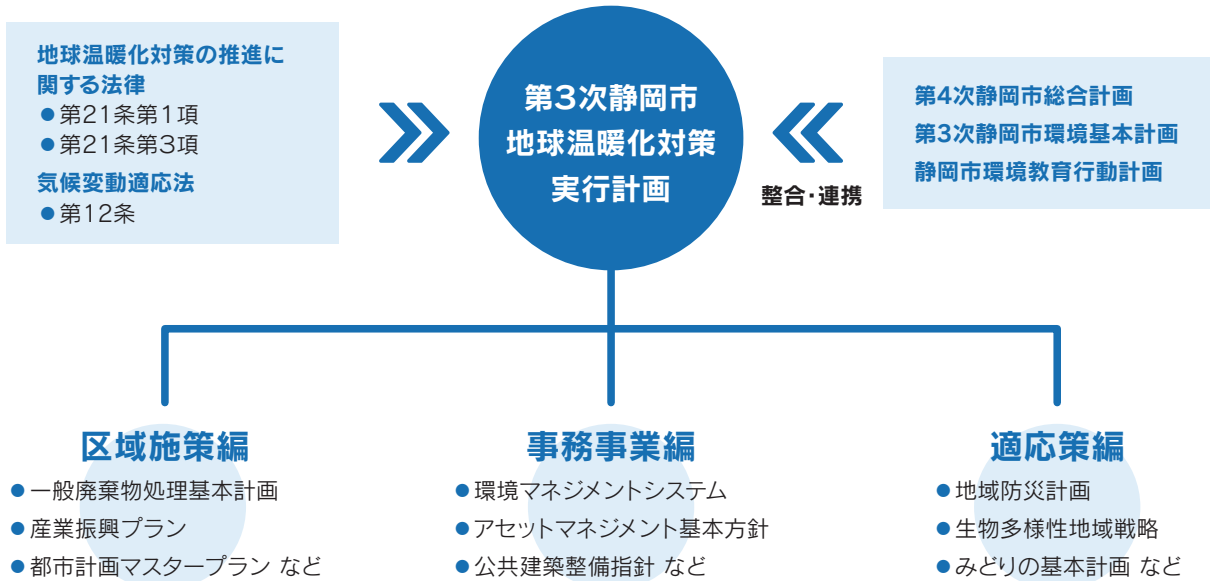 地球温暖化対策の推進に
関する法律
●第21条第1項
●第21条第3項
気候変動適応法
●第12条
第3次静岡市
地球温暖化対策
実行計画
整合・連携
第4次静岡市総合計画
第3次静岡市環境基本計画
静岡市環境教育行動計画
区域施策編
●一般廃棄物処理基本計画
●産業振興プラン
●都市計画マスタープラン など
事務事業編
●環境マネジメントシステム
●アセットマネジメント基本方針
●公共建築整備指針 など
適応策編
●地域防災計画
●生物多様性地域戦略
●みどりの基本計画 など